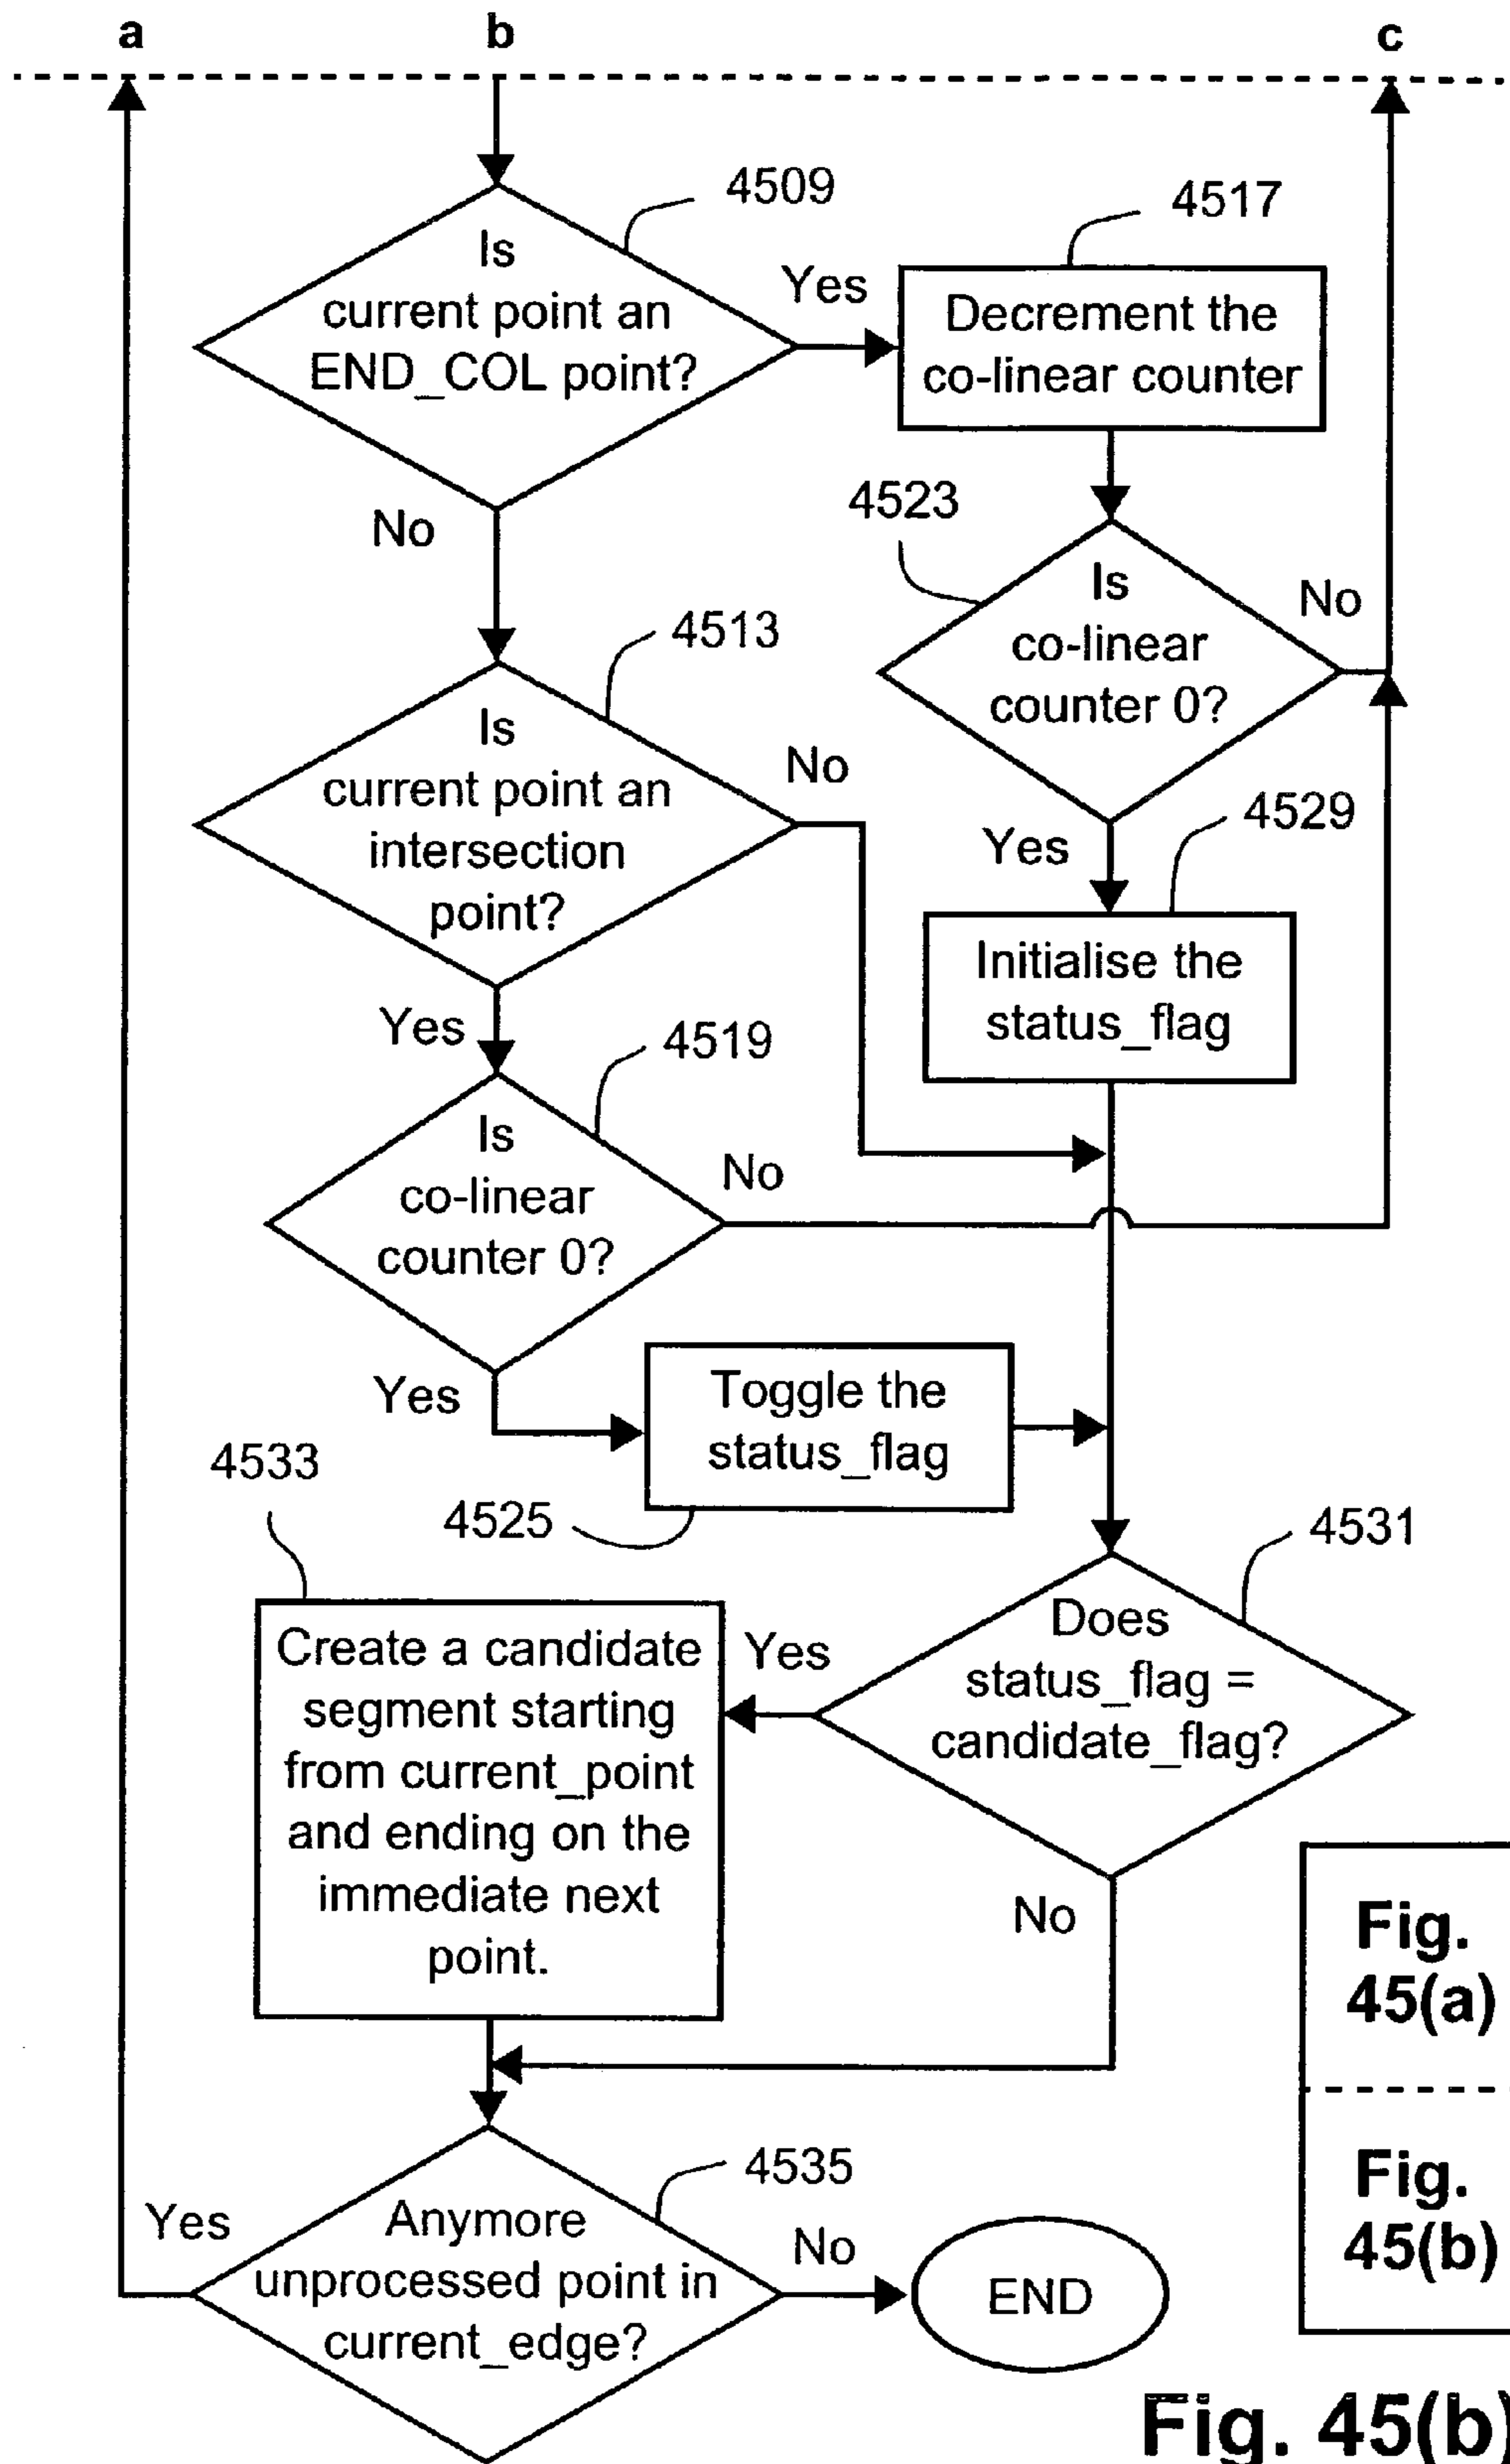 a
b
c
4509
4517
Is
current point an
END_COL point?
Yes
Decrement the
co-linear counter
No
4523
Is
co-linear
counter 0?
No
4513
Is
current point an
intersection
point?
No
Yes
4529
Initialise the
status_flag
Yes
4519
Is
co-linear
counter 0?
No
Yes
Toggle the
status_flag
4525
4533
4531
Create a candidate
segment starting
from current_point
and ending on the
immediate next
point.
Yes
Does
status_flag =
candidate_flag?
No
Fig.
45(a)
Fig.
45(b)
4535
Yes
Anymore
unprocessed point in
current_edge?
No
END
Fig. 45(b)